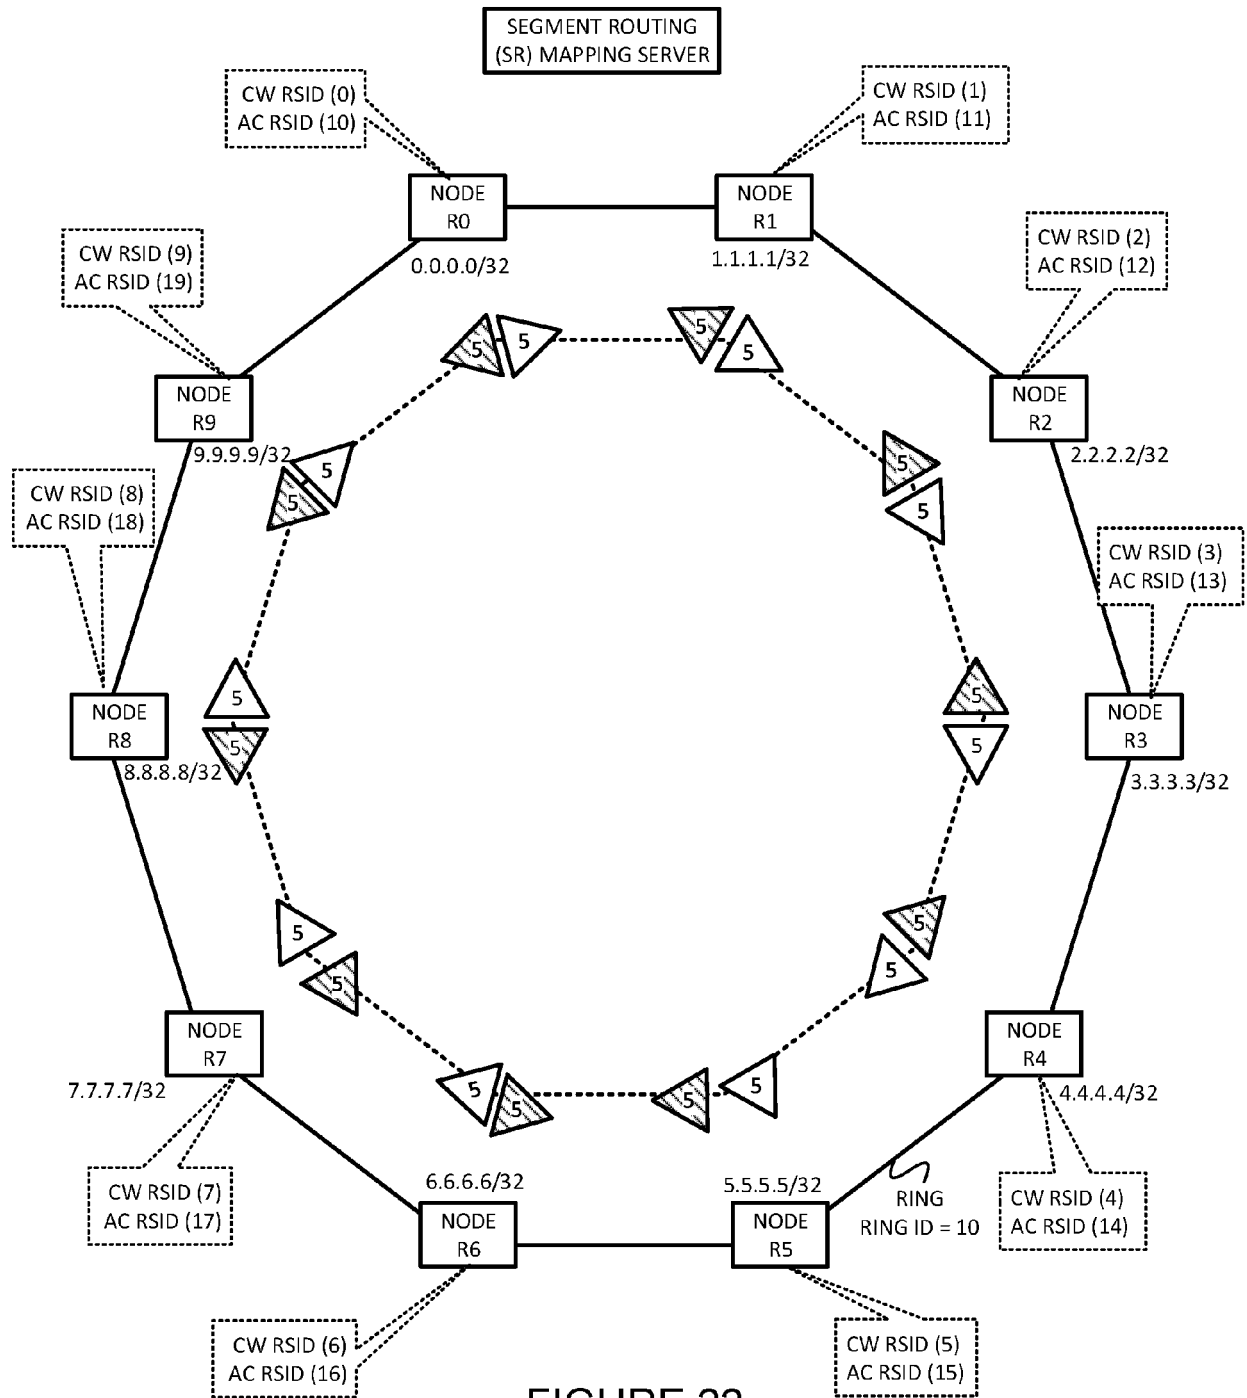 SEGMENT ROUTING
(SR) MAPPING SERVER
CW RSID (0)
AC RSID (10)
CW RSID (1)
AC RSID (11)
NODE
R0
0.0.0.0/32
NODE
R1
1.1.1.1/32
CW RSID (9)
AC RSID (19)
CW RSID (2)
AC RSID (12)
5
5
5
5
NODE
R9
9.9.9.9/32
NODE
R2
2.2.2.2/32
5
5
5
5
CW RSID (8)
AC RSID (18)
CW RSID (3)
AC RSID (13)
NODE
R8
8.8.8.8/32
5
5
5
5
NODE
R3
3.3.3.3/32
5
5
5
5
NODE
R7
7.7.7.7/32
NODE
R4
4.4.4.4/32
5
5
5
5
CW RSID (7)
AC RSID (17)
6.6.6.6/32
NODE
R6
5.5.5.5/32
NODE
R5
RING
RING ID = 10
CW RSID (4)
AC RSID (14)
CW RSID (6)
AC RSID (16)
CW RSID (5)
AC RSID (15)